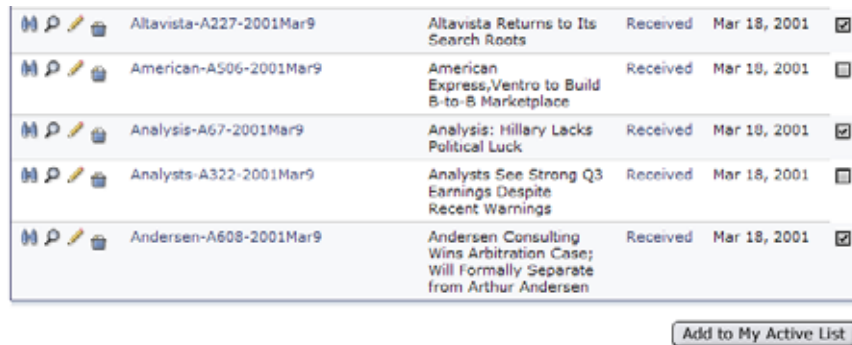 Altavista-A227-2001Mar9 Altavista Returns to Its Received Mar 18, 2001
Search Roots
American-A506-2001Mar9 American Received Mar 18, 2001
Express,Ventro to Build
B-to-B Marketplace
Analysis-A67-2001Mar9 Analysis: Hillary Lacks Received Mar 18, 2001
Political Luck
Analysts-A322-2001Mar9 Analysts See Strong Q3 Received Mar 18, 2001
Earnings Despite
Recent Warnings
Andersen-A608-2001Mar9 Andersen Consulting Received Mar 18, 2001
Wins Arbitration Case;
Will Formally Separate
from Arthur Andersen
Add to My Active List